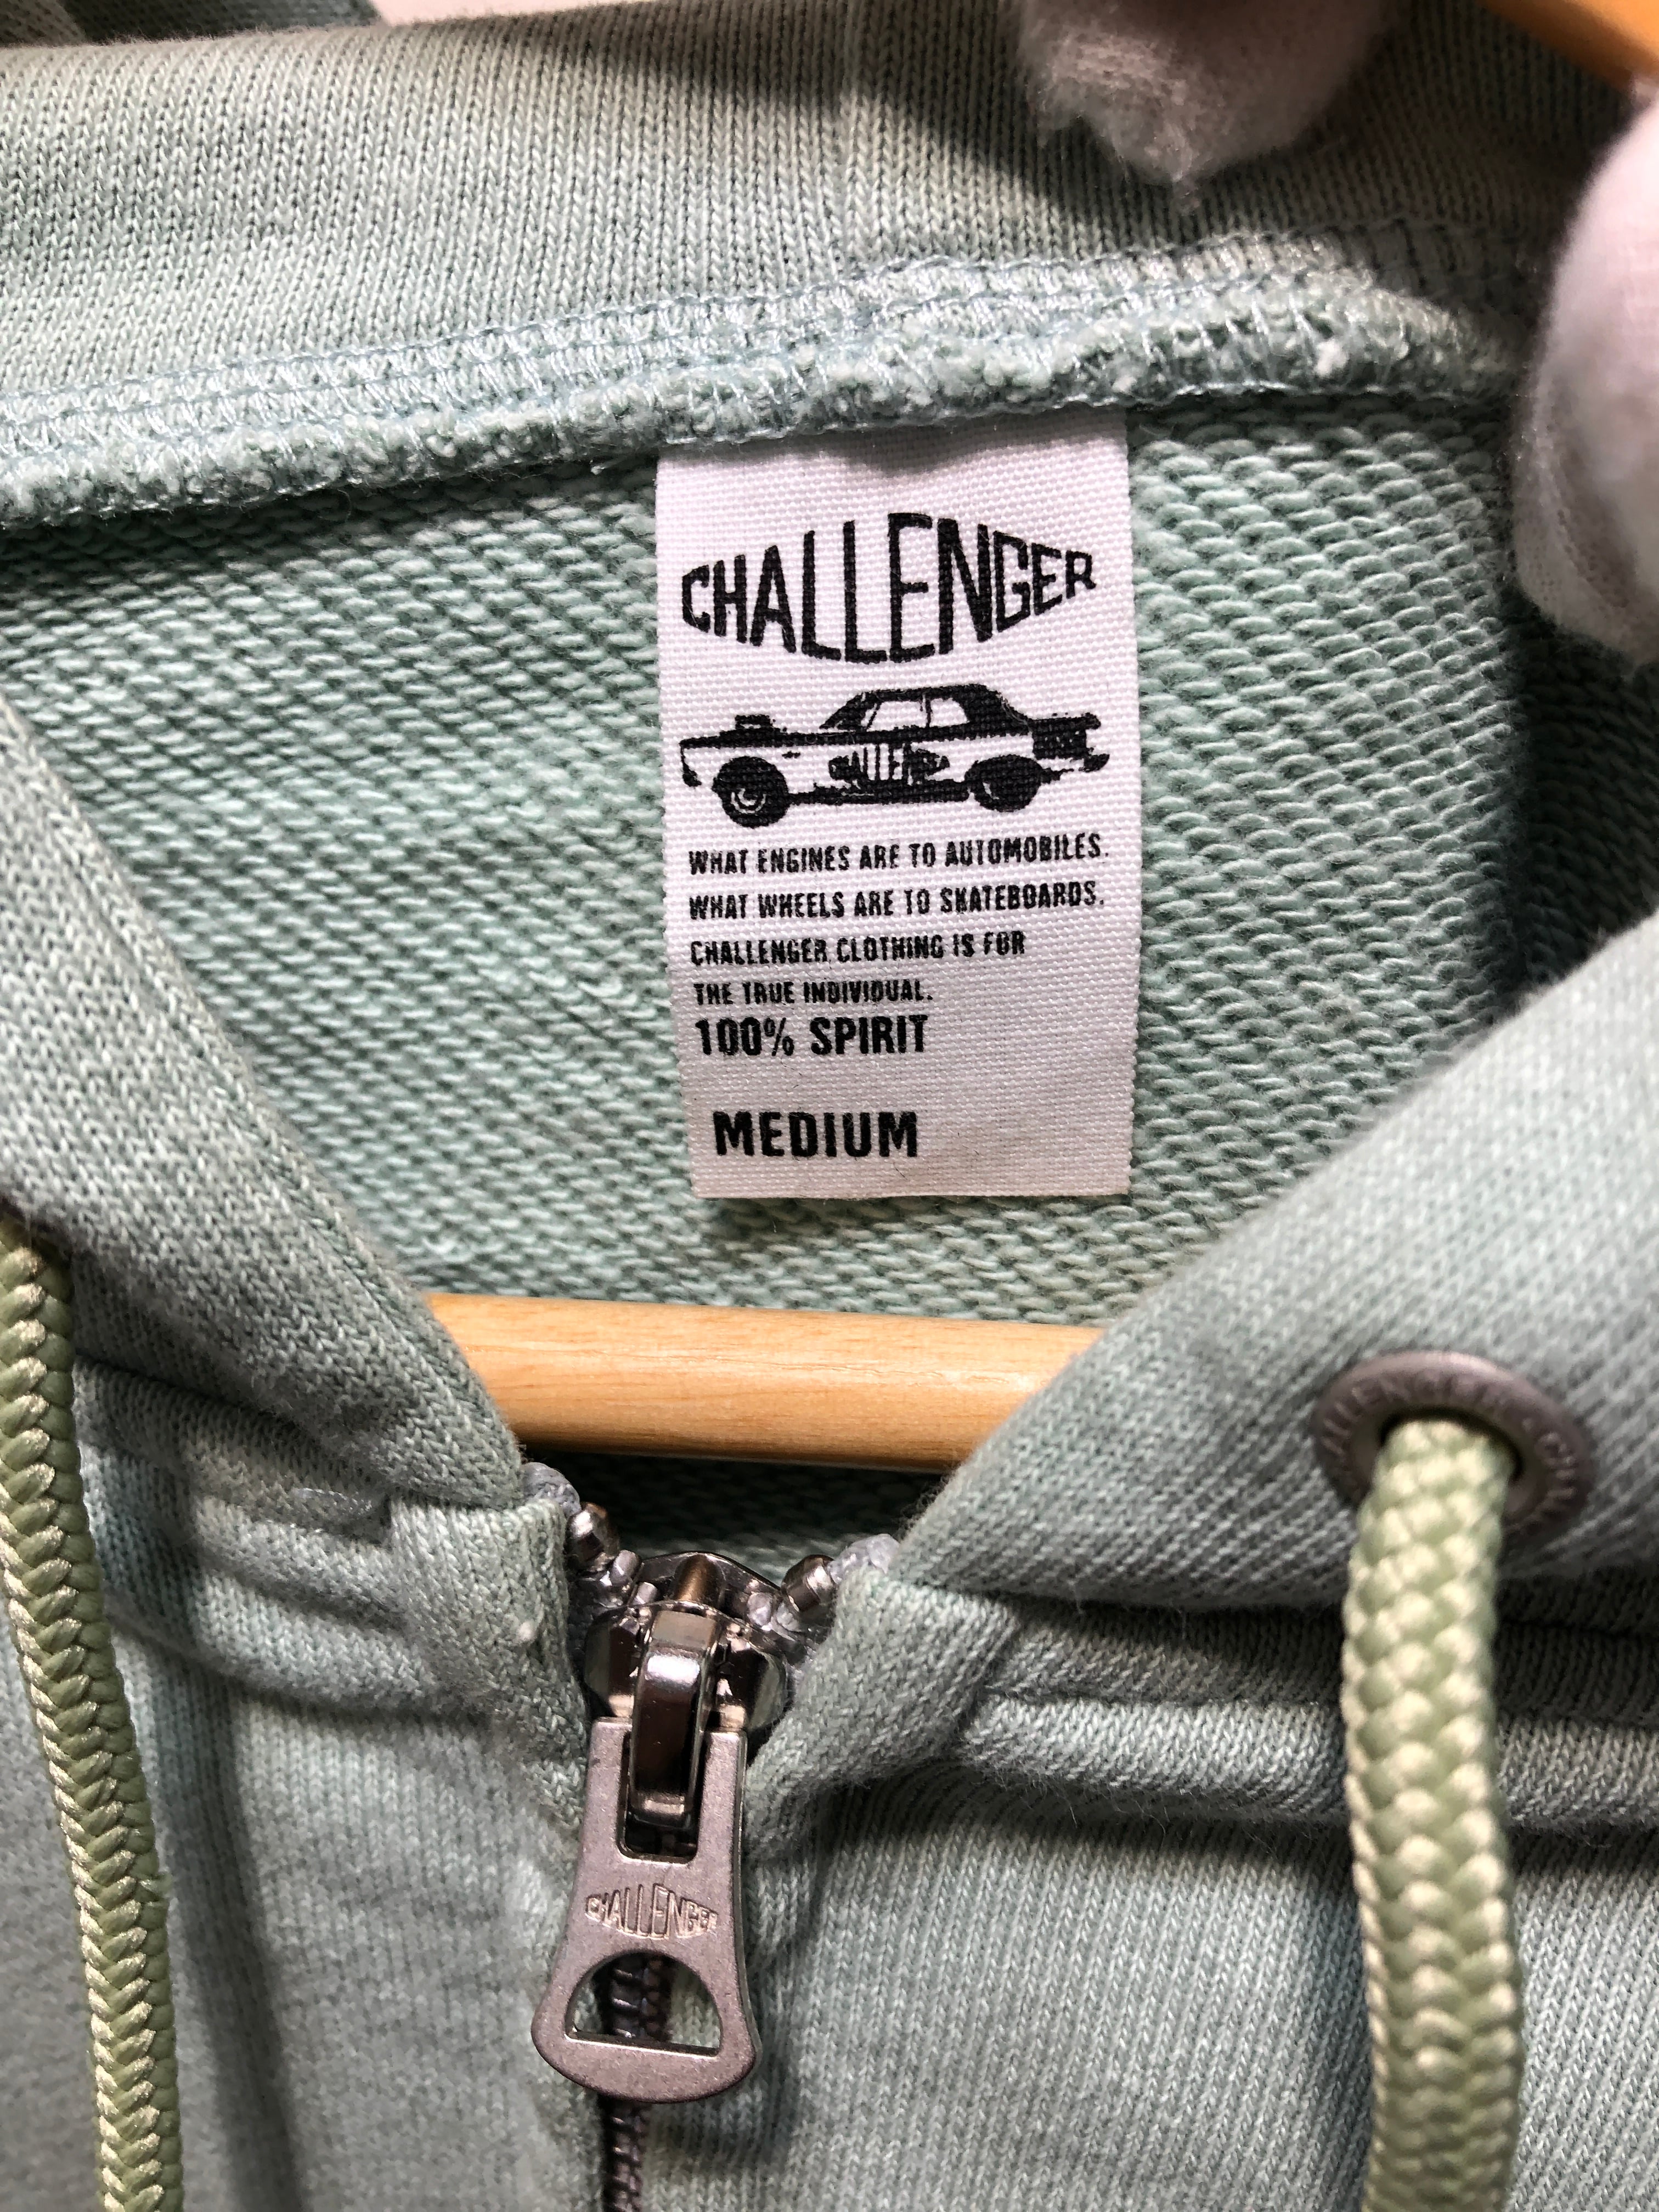 CHALLENGER
CHALLENGER
WHAT ENGINES ARE TO AUTOMOBILES.
WHAT WHEELS ARE TO SKATEBOARDS.
CHALLENGER CLOTHING IS FOR
THE TRUE INDIVIDUAL.
100% SPIRIT
MEDIUM
CHALLENGER